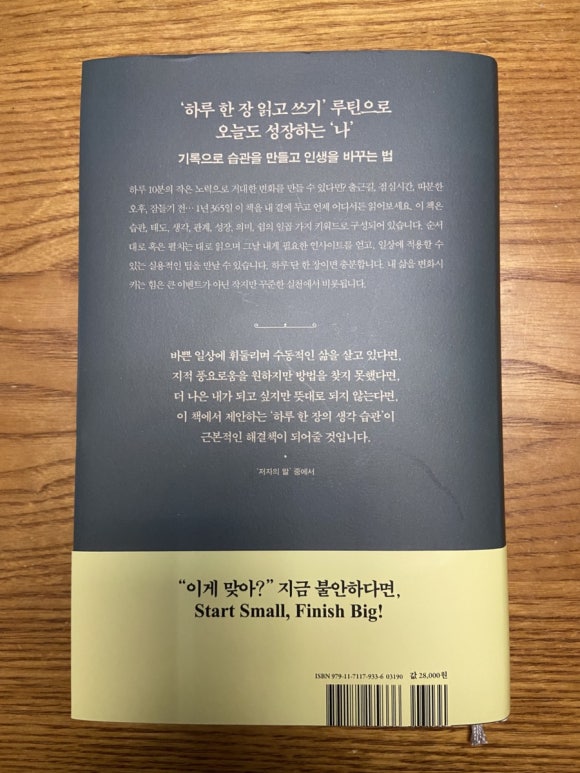 ‘하루 한 장 읽고 쓰기’ 루틴으로
오늘도 성장하는 ‘나’
기록으로 습관을 만들고 인생을 바꾸는 법
하루 10분의 작은 노력으로 거대한 변화를 만들 수 있다면? 출근길, 점심시간, 따분한
오후, 잠들기 전… 1년 365일 이 책을 내 곁에 두고 언제 어디서든 읽어보세요. 이 책은
습관, 태도, 생각, 관계, 성장, 의미, 쉼의 일곱 가지 키워드로 구성되어 있습니다. 순서
대로 혹은 펼치는 대로 읽으며 그날 내게 필요한 인사이트를 얻고, 일상에 적용할 수
있는 실용적인 팁을 만날 수 있습니다. 하루 단 한 장이면 충분합니다. 내 삶을 변화시
키는 힘은 큰 이벤트가 아닌 작지만 꾸준한 실천에서 비롯됩니다.
바쁜 일상에 휘둘리며 수동적인 삶을 살고 있다면,
지적 풍요로움을 원하지만 방법을 찾지 못했다면,
더 나은 내가 되고 싶지만 뜻대로 되지 않는다면,
이 책에서 제안하는 ‘하루 한 장의 생각 습관’이
근본적인 해결책이 되어줄 것입니다.
‘저자의 말’ 중에서
“이게 맞아?” 지금 불안하다면,
Start Small, Finish Big!
ISBN 979-11-7117-933-6 03190 값 28,000원